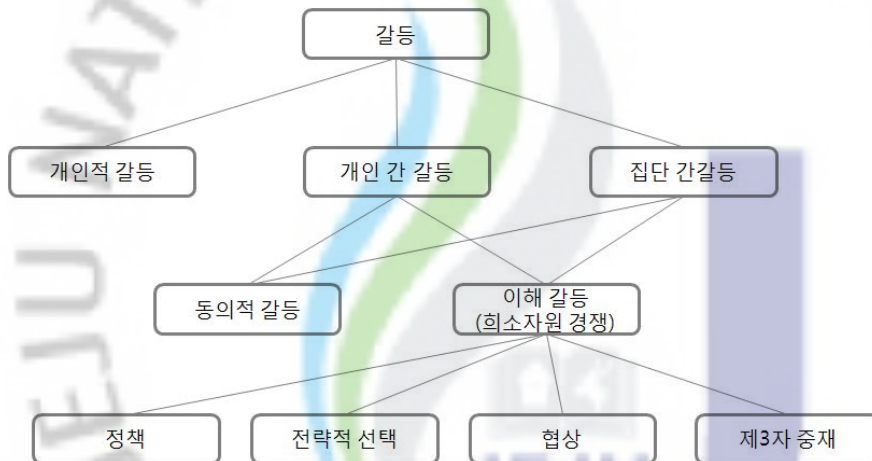 갈등
개인적 갈등
개인 간 갈등
집단 간갈등
동의적 갈등
이해 갈등
(희소자원 경쟁)
정책
전략적 선택
협상
제3자 중재